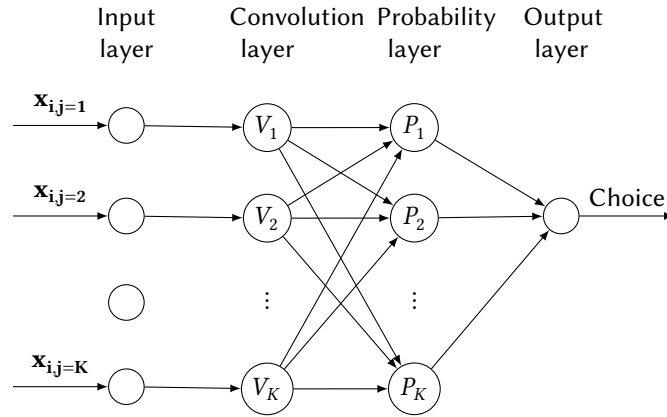 Input layer
Convolution layer
Probability layer
Output layer
x_{i,j=1}
V_1
P_1
x_{i,j=2}
V_2
P_2
Choice
⋮
⋮
x_{i,j=K}
V_K
P_K